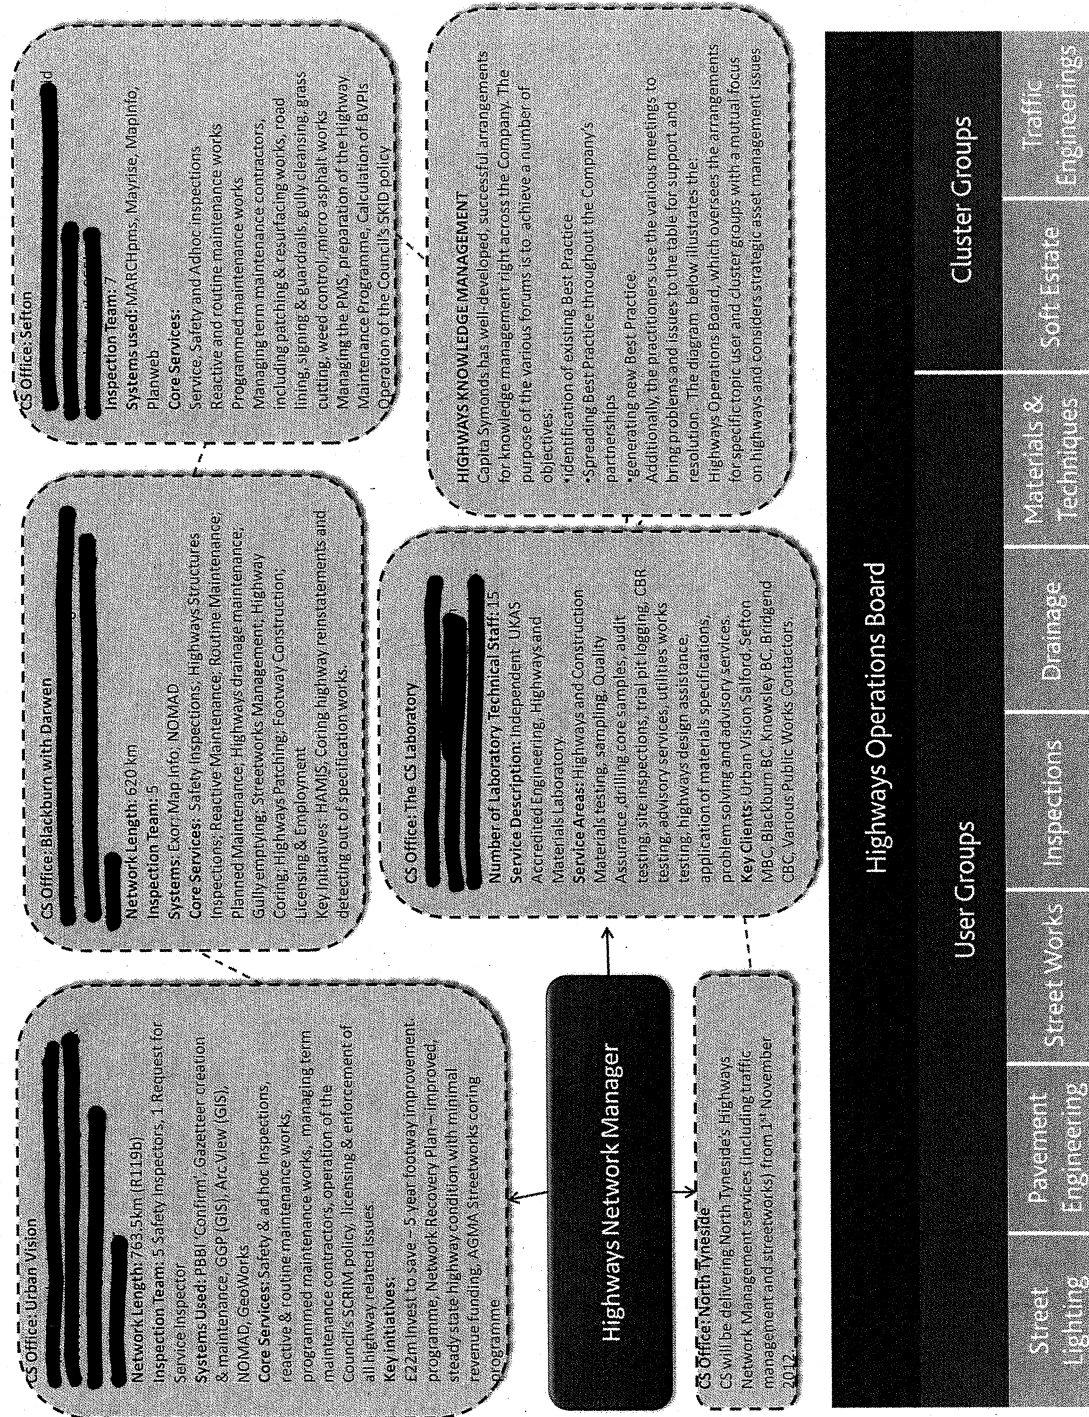 CS Office: Urban Vision
Network Length: 763.5km (R119b)
Inspection Team: 5 Safety Inspectors, 1 Request for
Service Inspector
Systems Used: PBBI 'Confirm' Gazetteer creation
& maintenance, GGP (GIS), Arc View (GIS),
NOMAD, GeoWorks
Core Services: Safety & ad hoc Inspections,
reactive & routine maintenance works,
programmed maintenance works, managing term
maintenance contractors, operation of the
Council's SCRIM policy, licensing & enforcement of
all highway related issues.
Key initiatives:
£22m Invest to save – 5 year footway improvement
programme, Network Recovery Plan – improved,
steady state highway condition with minimal
revenue funding, AGMA Streetworks coring
programme
CS Office: Blackburn with Darwen
Network Length: 620 km
Inspection Team: 5
Systems: Exor; Map Info; NOMAD
Core Services: Safety Inspections; Highways Structures
Inspections; Reactive Maintenance; Routine Maintenance;
Planned Maintenance; Highways drainage maintenance;
Gully emptying; Streetworks Management; Highway
Coring; Highways Patching; Footway Construction;
Licensing & Employment
Key Initiatives: HAMIS; Coring highway reinstatements and
detecting out of specification works.
CS Office: Sefton
Inspection Team: 7
Systems used: MARCHpms, Mayrise, MapInfo,
Planweb
Core Services:
Service, Safety and Adhoc Inspections
Reactive and routine maintenance works
Programmed maintenance works
Managing term maintenance contractors,
including patching & resurfacing works, road
lining, signing & guardrails, gully cleansing, grass
cutting, weed control, micro asphalt works
Managing the PMS, preparation of the Highway
Maintenance Programme, Calculation of BVPIs
Operation of the Council's SKID policy
Highways Network Manager
CS Office: North Tyneside
CS will be delivering North Tyneside's Highways
Network Management services (including traffic
management and streetworks) from 1st November
2012.
CS Office: The CS Laboratory
Number of Laboratory Technical Staff: 15
Service Description: Independent UKAS
Accredited Engineering, Highways and
Materials Laboratory.
Service Areas: Highways and Construction
Materials testing, sampling, Quality
Assurance, drilling core samples, audit
testing, site inspections, trial pit logging, CBR
testing, advisory services, utilities works
testing, highways design assistance,
application of materials specifications,
problem solving and advisory services.
Key Clients: Urban Vision Salford, Sefton
MBC, Blackburn BC, Knowsley BC, Bridgend
CBC, Various Public Works Contactors.
HIGHWAYS KNOWLEDGE MANAGEMENT
Capita Symonds has well-developed, successful arrangements
for knowledge management right across the Company. The
purpose of the various forums is to achieve a number of
objectives:
•Identification of existing Best Practice
•Spreading Best Practice throughout the Company's
partnerships
•generating new Best Practice.
Additionally, the practitioners use the various meetings to
bring problems and issues to the table for support and
resolution. The diagram below illustrates the
Highways Operations Board, which oversees the arrangements
for specific topic user and cluster groups with a mutual focus
on highways and considers strategic asset management issues
Highways Operations Board
User Groups
Cluster Groups
Street
Lighting
Pavement
Engineering
Street Works
Inspections
Drainage
Materials &
Techniques
Soft Estate
Traffic
Engineerings